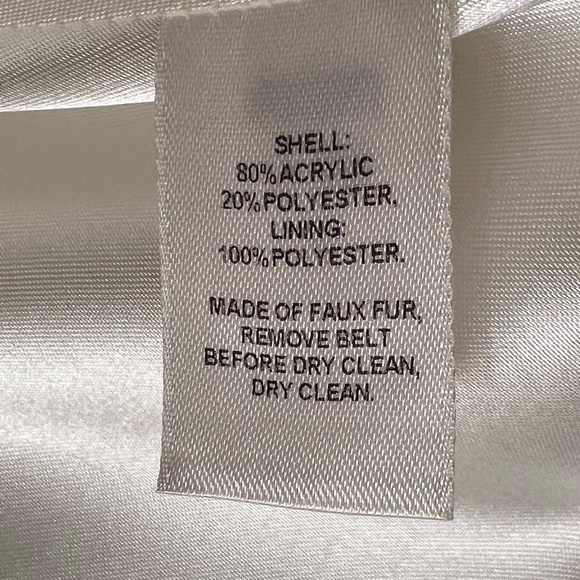 SHELL:
80% ACRYLIC
20% POLYESTER,
LINING:
100% POLYESTER.
MADE OF FAUX FUR,
REMOVE BELT
BEFORE DRY CLEAN,
DRY CLEAN.